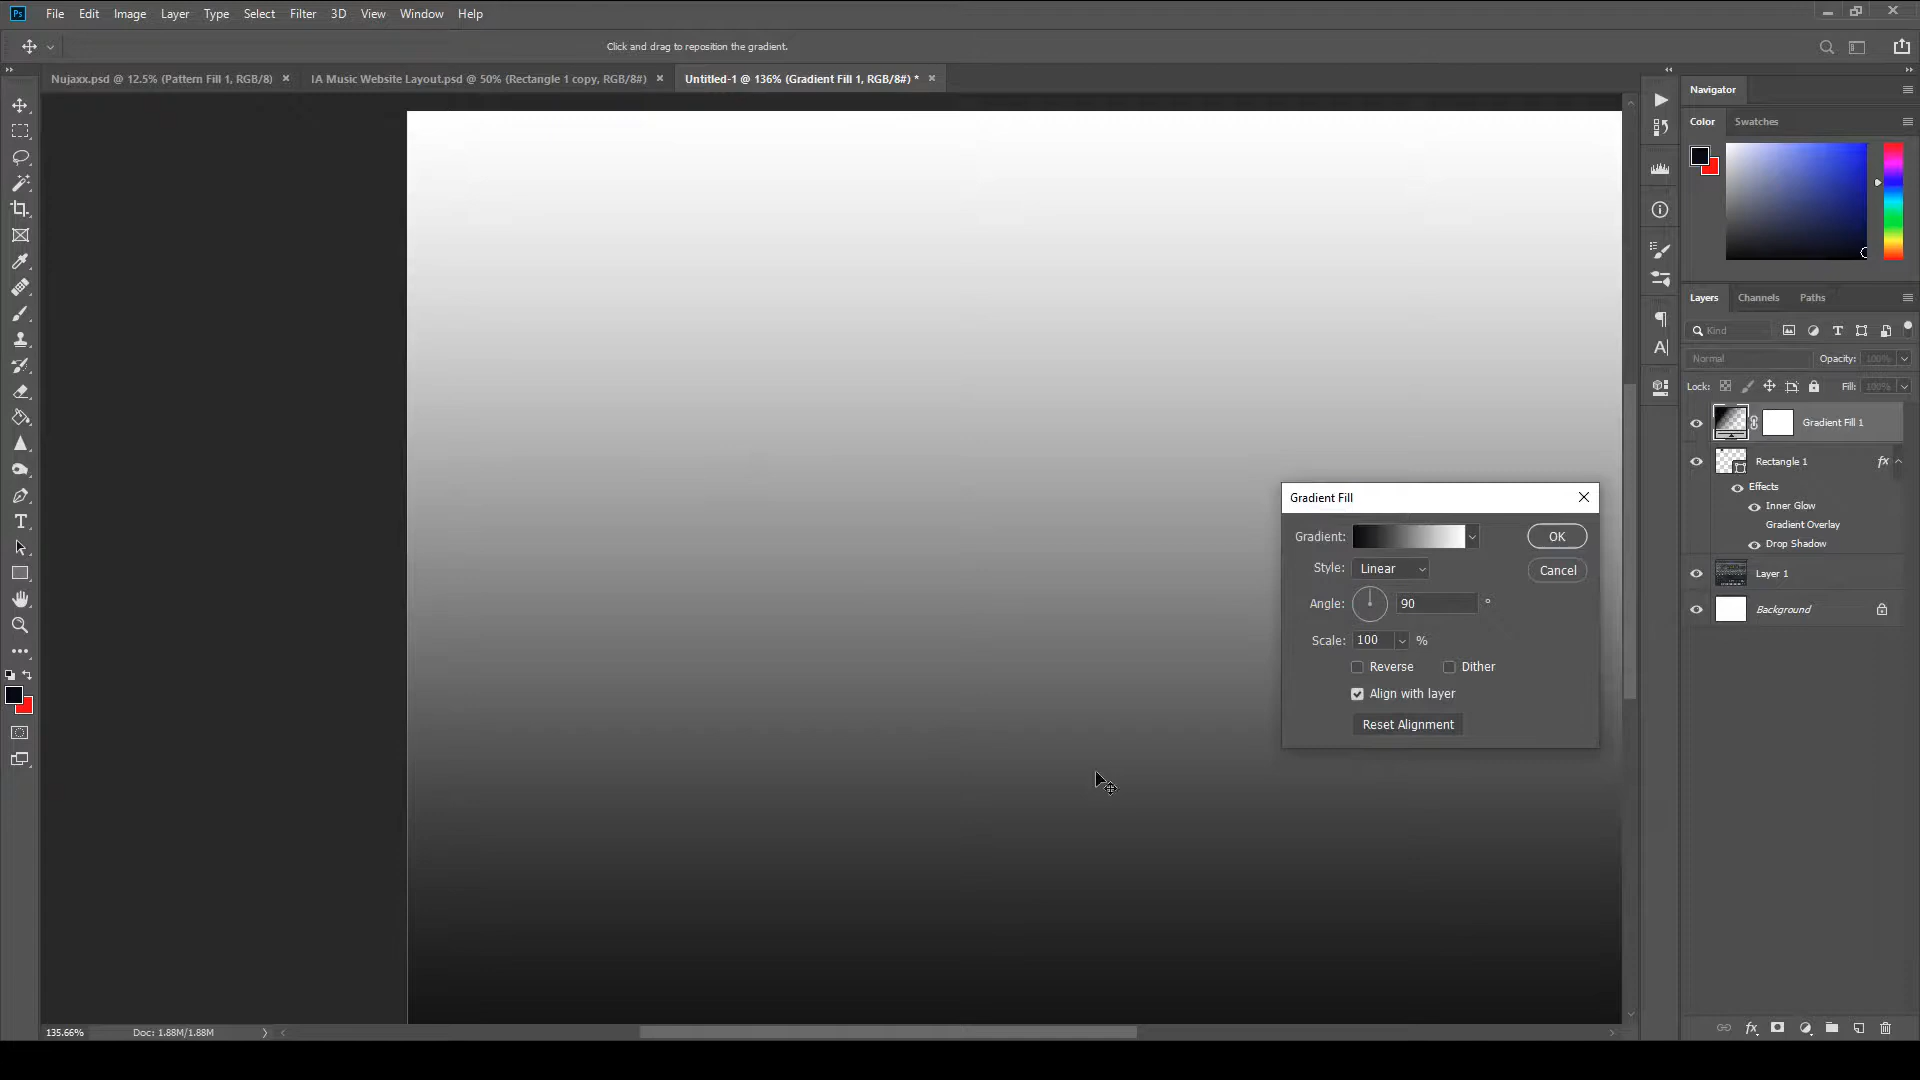 Ps File Edit Image Layer Type Select Filter 3D View Window Help
Click and drag to reposition the gradient.
Nujaxx.psd @ 12.5% (Pattern Fill 1, RGB/8) × IA Music Website Layout.psd @ 50% (Rectangle 1 copy, RGB/8#) × Untitled-1 @ 136% (Gradient Fill 1, RGB/8#) * ×
Navigator
Color Swatches
Layers Channels Paths
Kind
Normal Opacity: 100%
Lock: Fill: 100%
Gradient Fill 1
Rectangle 1 fx
Effects
Inner Glow
Gradient Overlay
Drop Shadow
Layer 1
Background
Gradient Fill
Gradient: OK
Style: Linear Cancel
Angle: 90 °
Scale: 100 %
Reverse Dither
Align with layer
Reset Alignment
135.66% Doc: 1.88M/1.88M